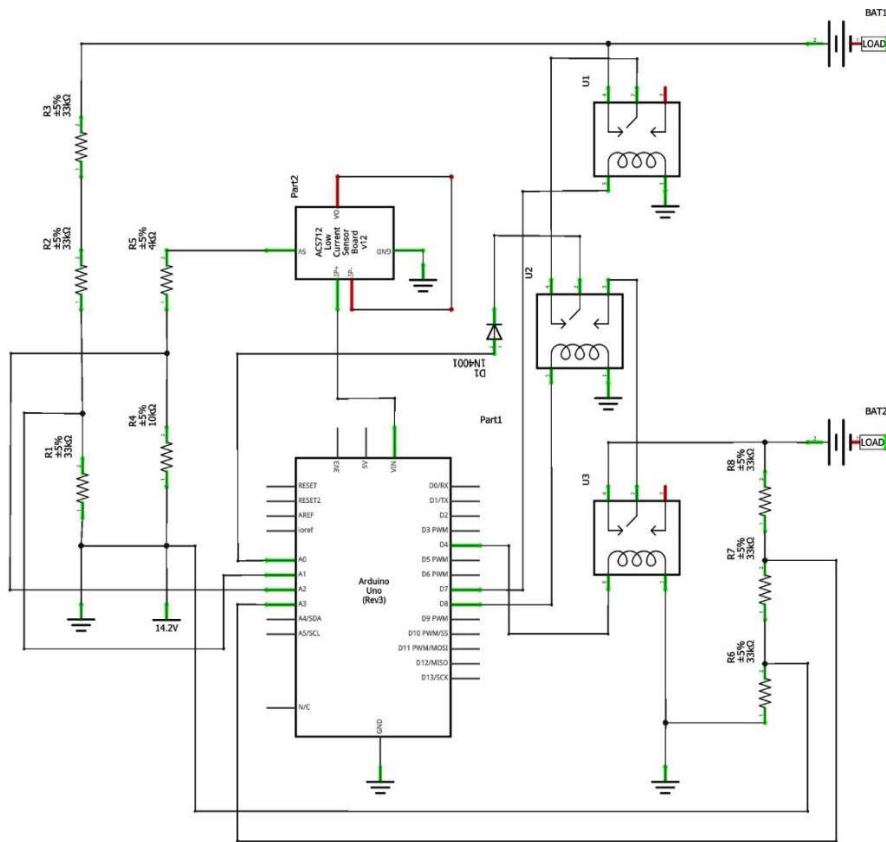 BAT1
LOAD
U1
R3
±5%
33kΩ
Part2
VO
5V
ACS712
Low
Current
Sensor
Board
v12
GND
IP+
IP-
R2
±5%
33kΩ
R5
±5%
4kΩ
U2
D1
1N4001
Part1
BAT2
LOAD
R1
±5%
33kΩ
R4
±5%
10kΩ
3V3
5V
VIN
U3
R8
±5%
33kΩ
RESET
RESET2
AREF
ioref
A0
A1
A2
A3
A4/SDA
A5/SCL
N/C
Arduino
Uno
(Rev3)
D0/RX
D1/TX
D2
D3 PWM
D4
D5 PWM
D6 PWM
D7
D8
D9 PWM
D10 PWM/SS
D11 PWM/MOSI
D12/MISO
D13/SCK
GND
R7
±5%
33kΩ
R6
±5%
33kΩ
14.2V